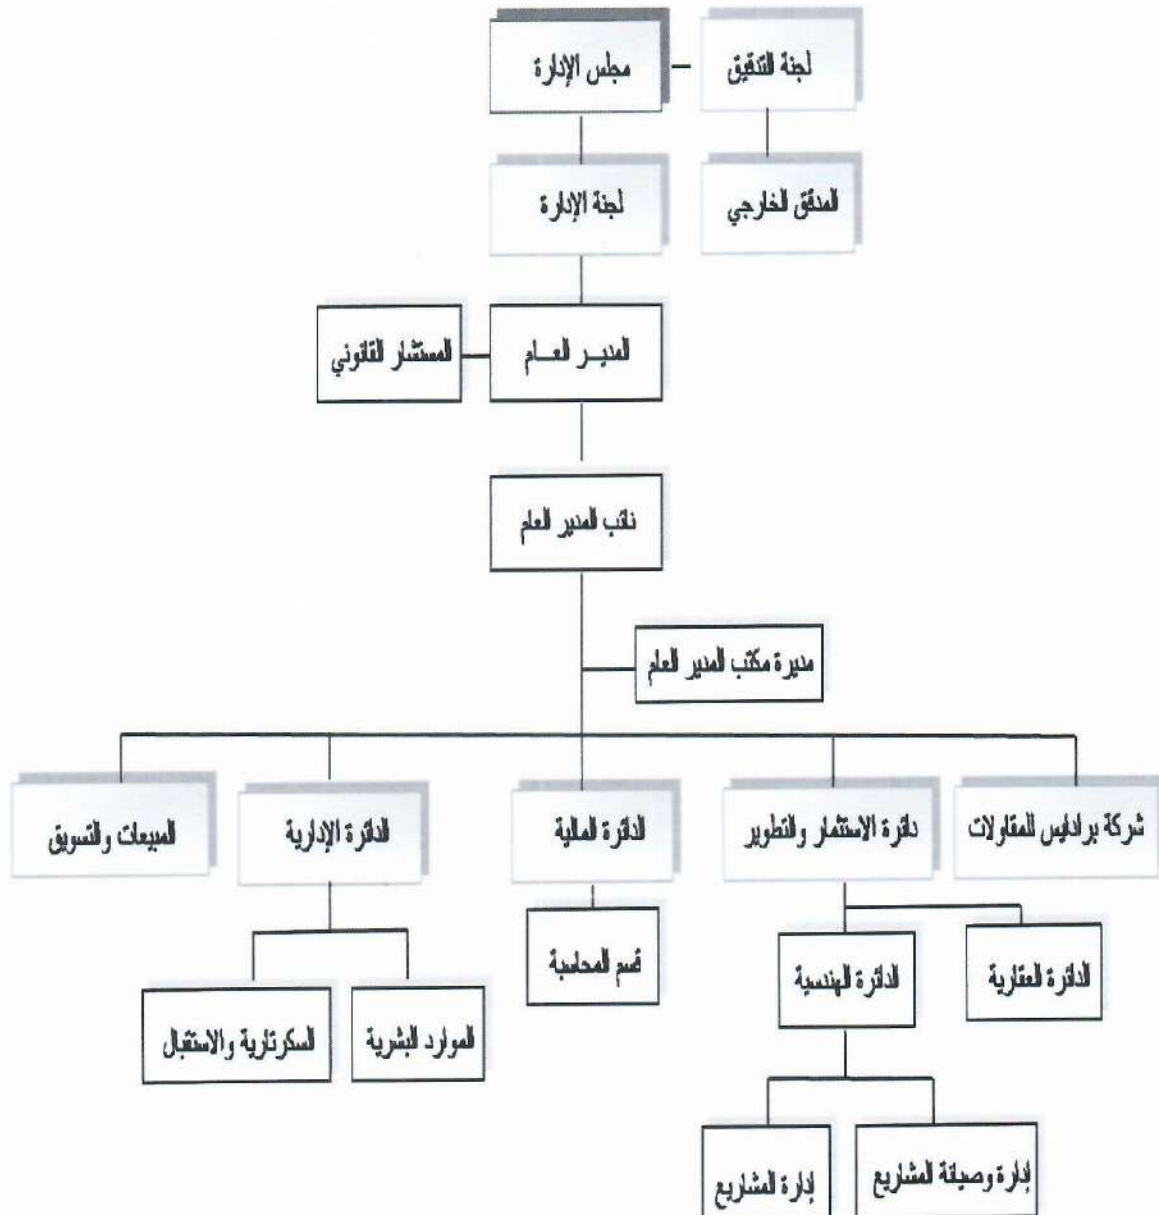 لجنة التدقيق
مجلس الإدارة
المدقق الخارجي
لجنة الإدارة
المديــر العــام
المستشار القانوني
نائب المدير العام
مديرة مكتب المدير العام
شركة برادايس للمقاولات
دائرة الاستثمار والتطوير
الدائرة المالية
الدائرة الإدارية
المبيعات والتسويق
الدائرة العقارية
الدائرة الهندسية
قسم المحاسبة
الموارد البشرية
السكرتارية والاستقبال
إدارة وصيانة المشاريع
إدارة المشاريع